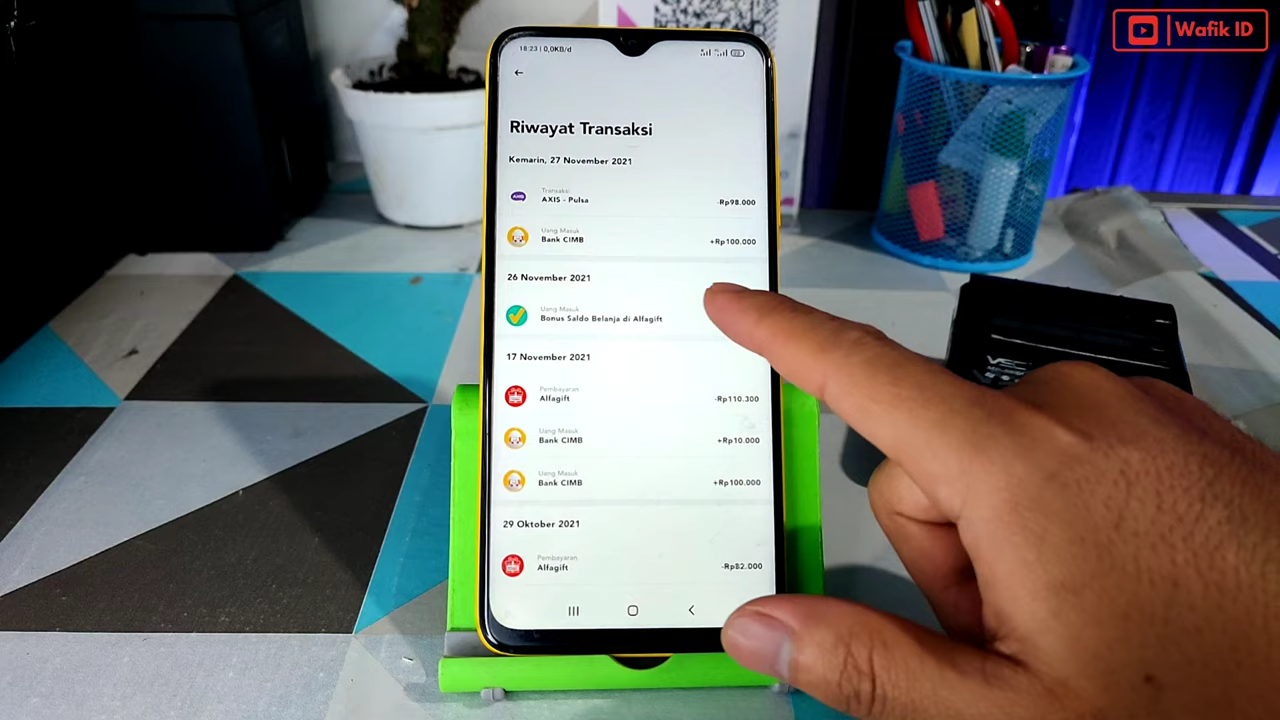 Wafik ID
18:23 | 0,0KB/d
Riwayat Transaksi
Kemarin, 27 November 2021
Transaksi
AXIS - Pulsa
-Rp98.000
Uang Masuk
Bank CIMB
+Rp100.000
26 November 2021
Uang Masuk
Bonus Saldo Belanja di Alfagift
17 November 2021
Pembayaran
Alfagift
-Rp110.300
Uang Masuk
Bank CIMB
+Rp10.000
Uang Masuk
Bank CIMB
+Rp100.000
29 Oktober 2021
Pembayaran
Alfagift
-Rp82.000